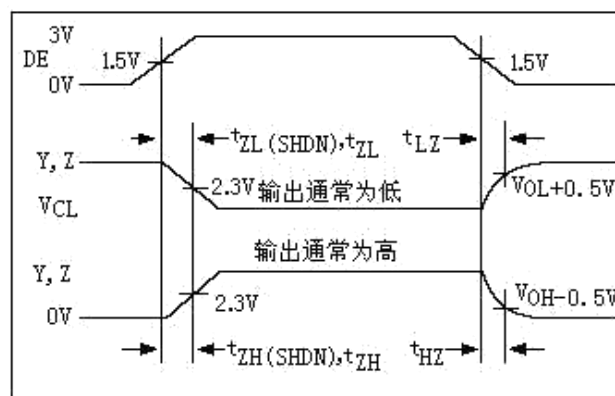 3V
DE
1.5V
1.5V
0V
tZL(SHDN),tZL
tLZ
Y,Z
2.3V
输出通常为低
VOL+0.5V
VCL
输出通常为高
Y,Z
2.3V
VOH-0.5V
0V
tZH(SHDN),tZH
tHZ